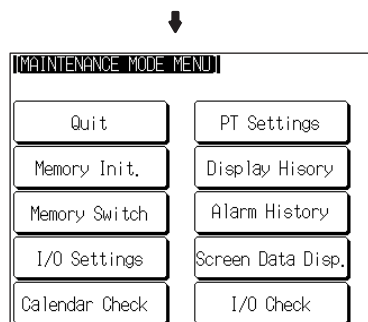 [MAINTENANCE MODE MENU]
Quit
PT Settings
Memory Init.
Display Hisory
Memory Switch
Alarm History
I/O Settings
Screen Data Disp.
Calendar Check
I/O Check